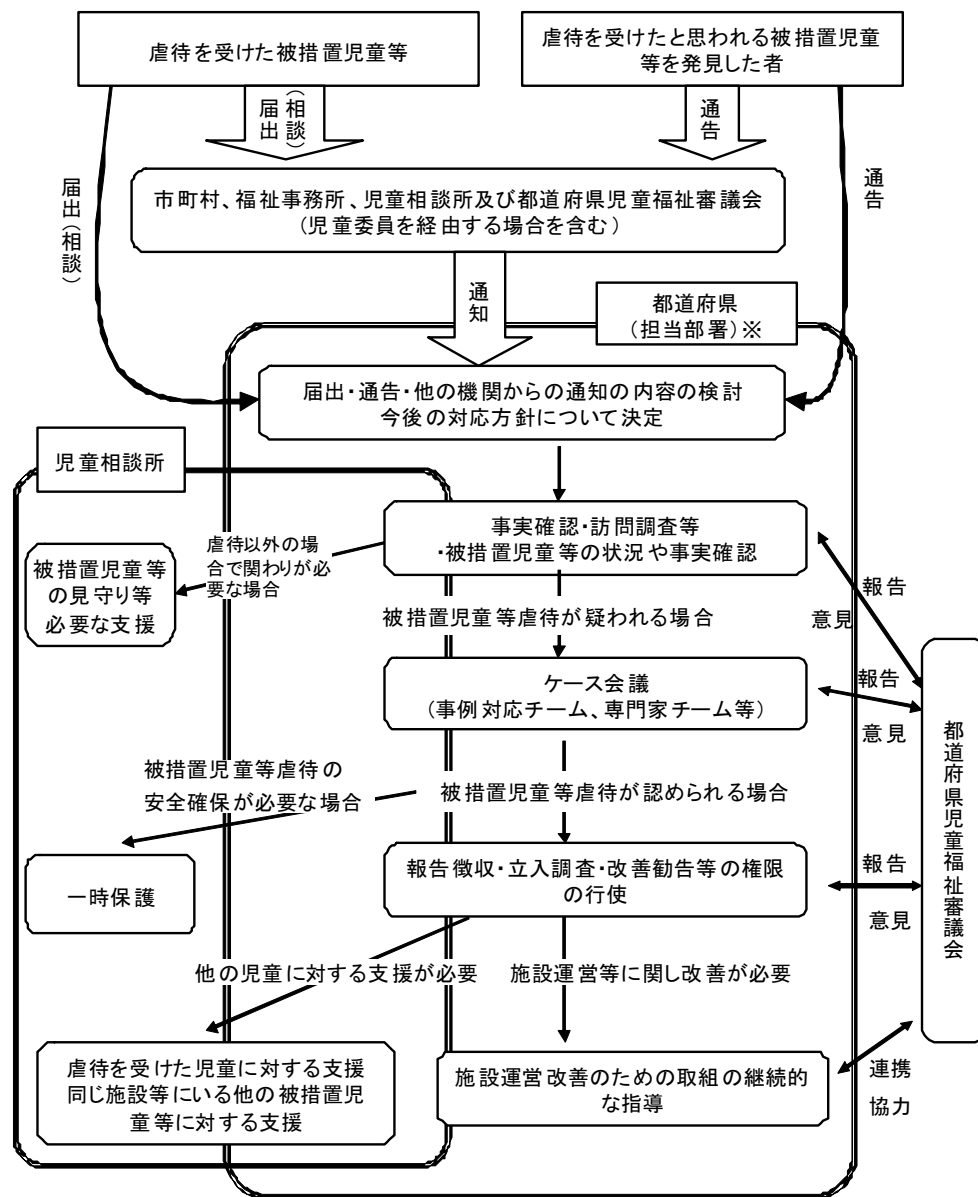 虐待を受けた被措置児童等
虐待を受けたと思われる被措置児童
等を発見した者
届出
(相談)
通告
届出(相談)
通告
市町村、福祉事務所、児童相談所及び都道府県児童福祉審議会
(児童委員を経由する場合を含む)
通知
都道府県
(担当部署)※
届出・通告・他の機関からの通知の内容の検討
今後の対応方針について決定
児童相談所
事実確認・訪問調査等
・被措置児童等の状況や事実確認
虐待以外の場
合で関わりが必
要な場合
被措置児童等
の見守り等
必要な支援
報告
意見
被措置児童等虐待が疑われる場合
ケース会議
(事例対応チーム、専門家チーム等)
報告
意見
都道府県児童福祉審議会
被措置児童等虐待の
安全確保が必要な場合
被措置児童等虐待が認められる場合
一時保護
報告徴収・立入調査・改善勧告等の権限
の行使
報告
意見
他の児童に対する支援が必要
施設運営等に関し改善が必要
虐待を受けた児童に対する支援
同じ施設等にいる他の被措置児
童等に対する支援
施設運営改善のための取組の継続的
な指導
連携
協力